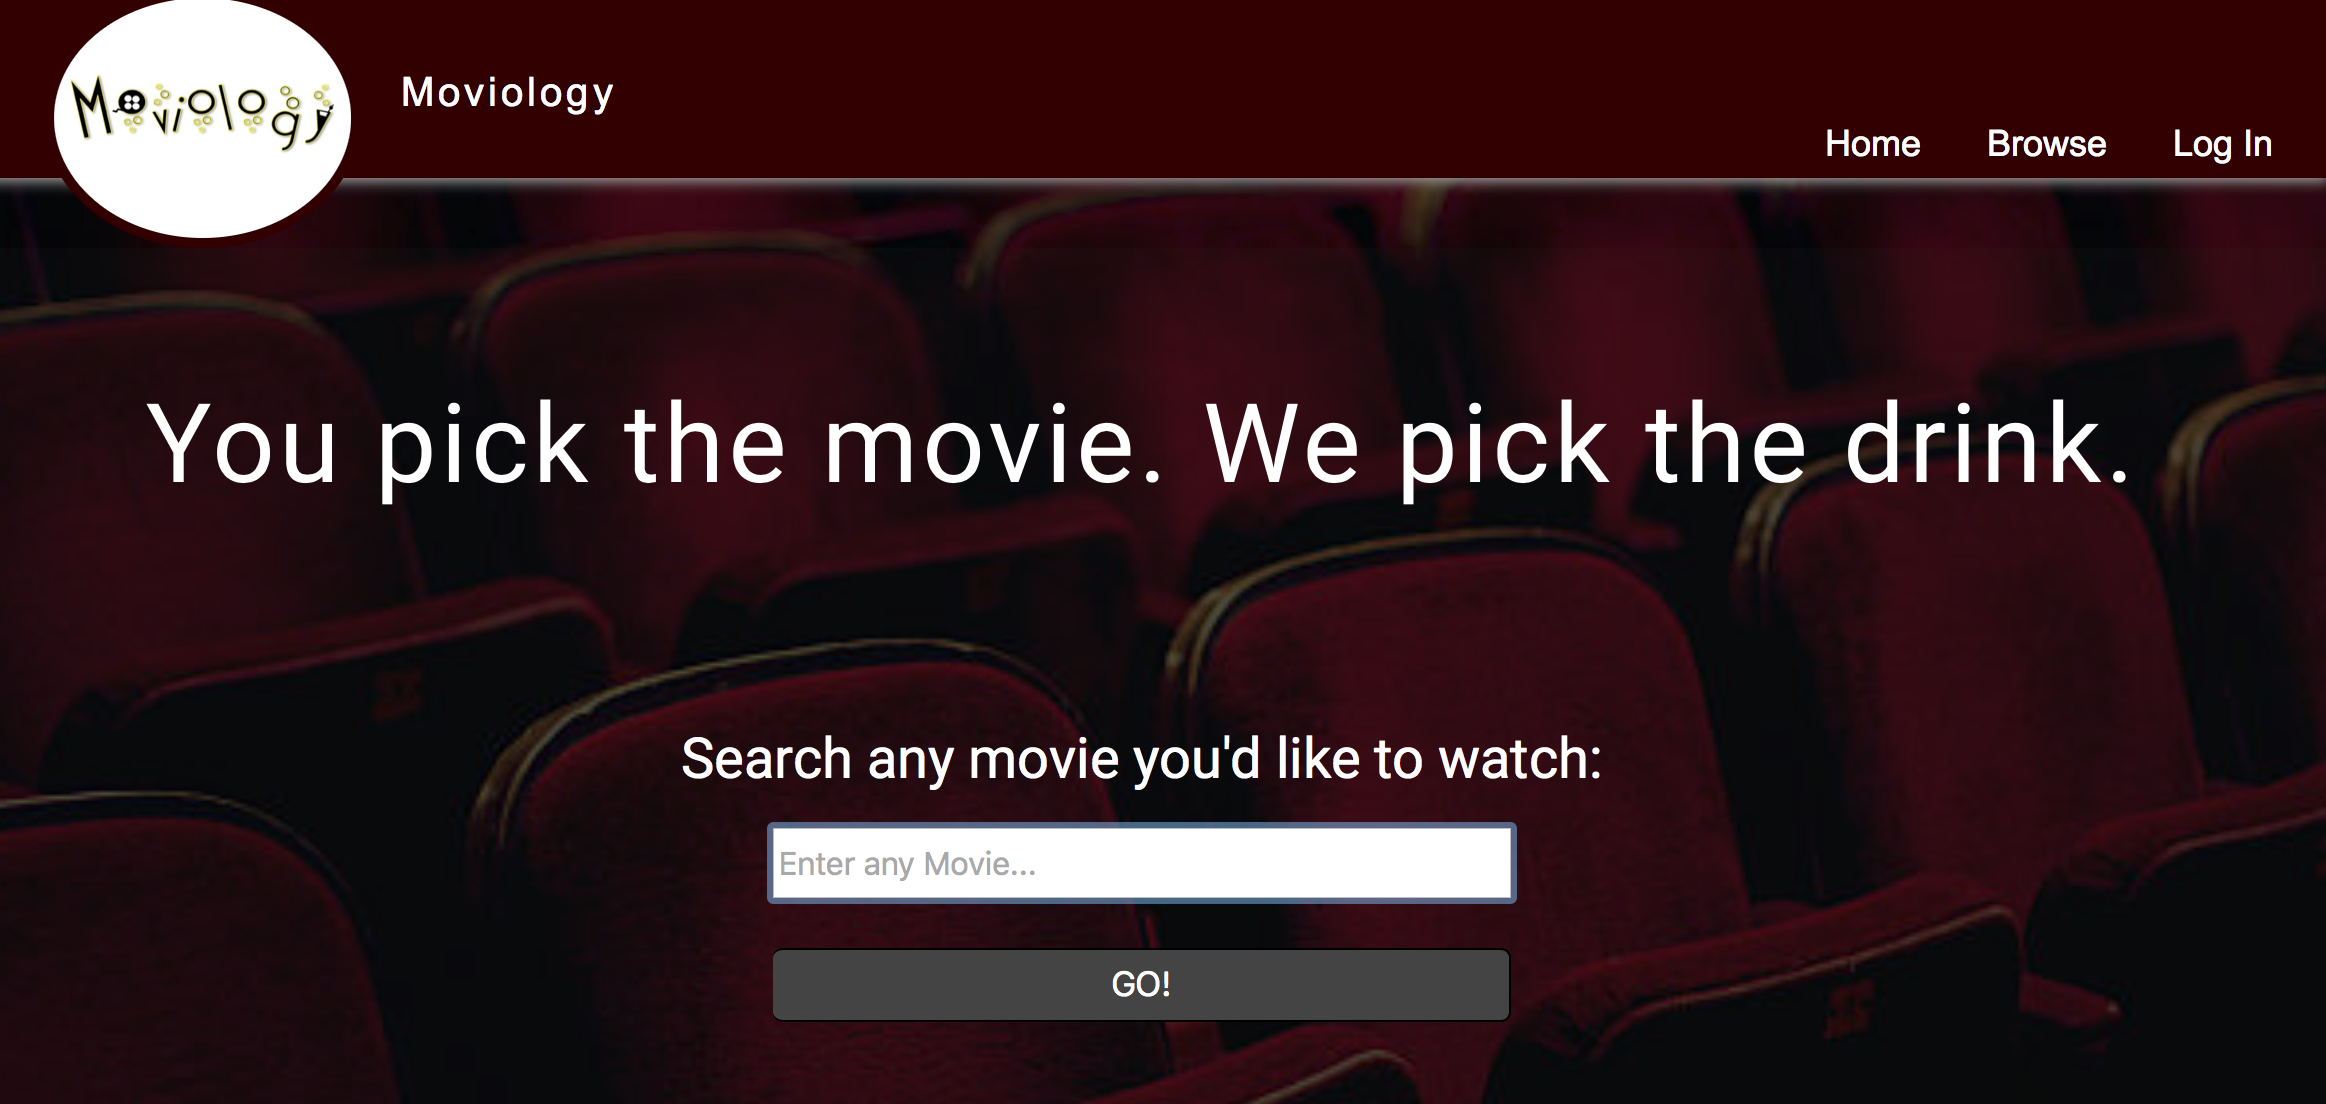 Moviology
Moviology
Home Browse Log In
You pick the movie. We pick the drink.
Search any movie you'd like to watch:
Enter any Movie...
GO!